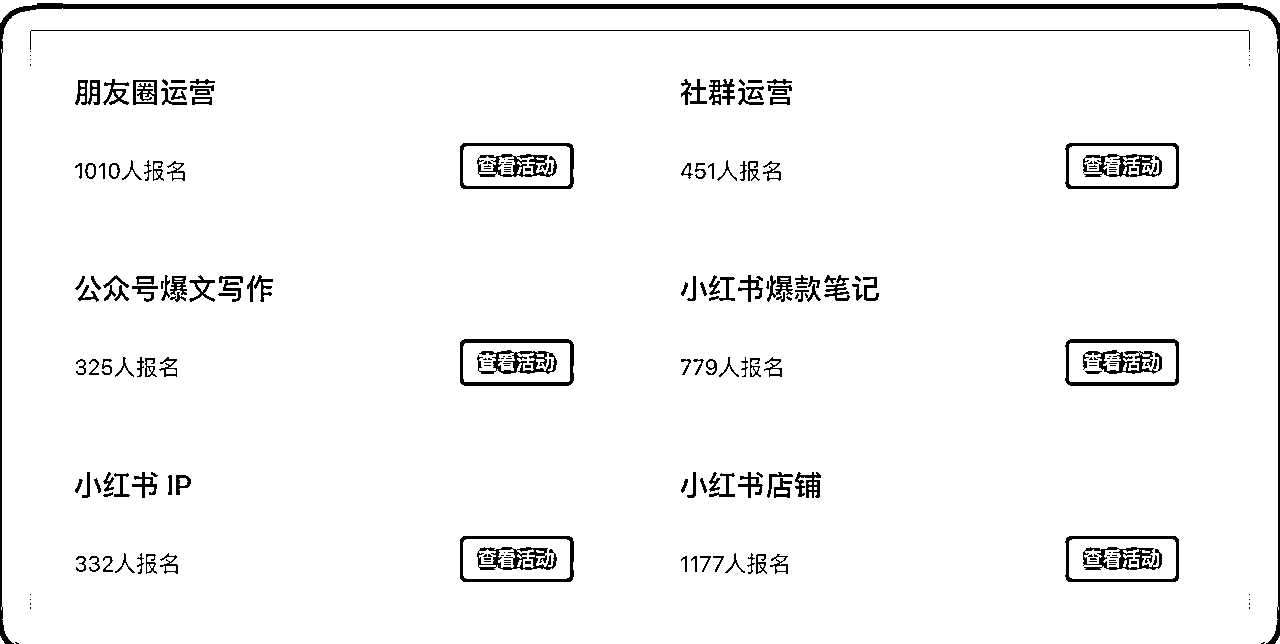 朋友圈运营
社群运营
1010人报名
查看活动
451人报名
查看活动
公众号爆文写作
小红书爆款笔记
325人报名
查看活动
779人报名
查看活动
小红书 IP
小红书店铺
332人报名
查看活动
1177人报名
查看活动